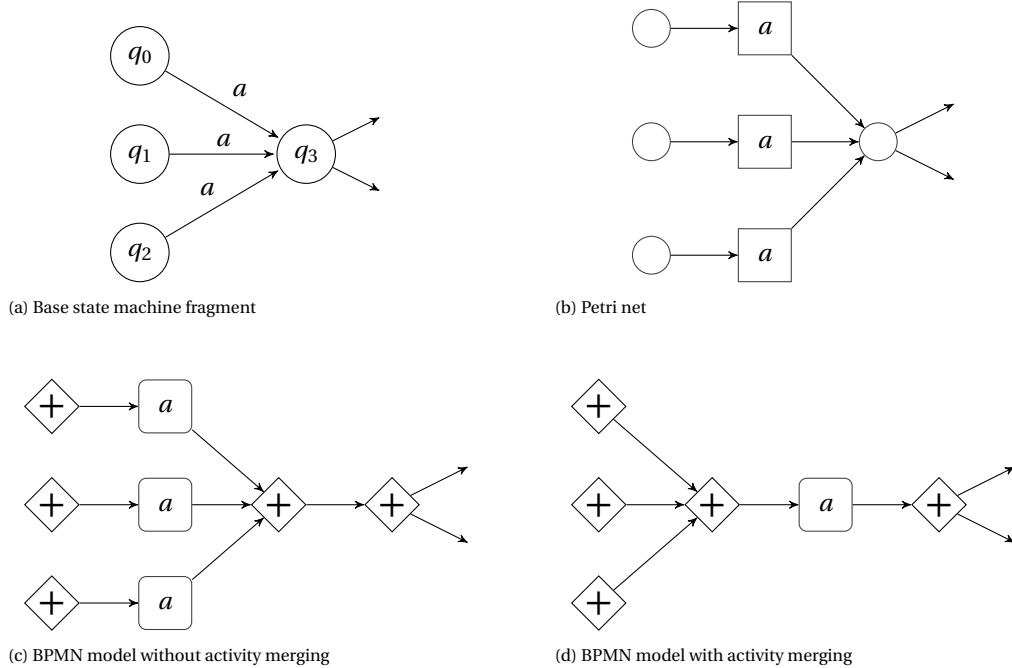 q0
a
q1
a
q3
a
q2
a
a
a
(a) Base state machine fragment
(b) Petri net
+
a
+
+
a
+
+
+
+
a
+
+
a
+
(c) BPMN model without activity merging
(d) BPMN model with activity merging